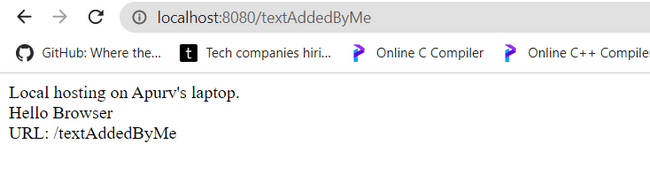 localhost:8080/textAddedByMe
GitHub: Where the... Tech companies hiri... Online C Compiler Online C++ Compile
Local hosting on Apurv's laptop.
Hello Browser
URL: /textAddedByMe